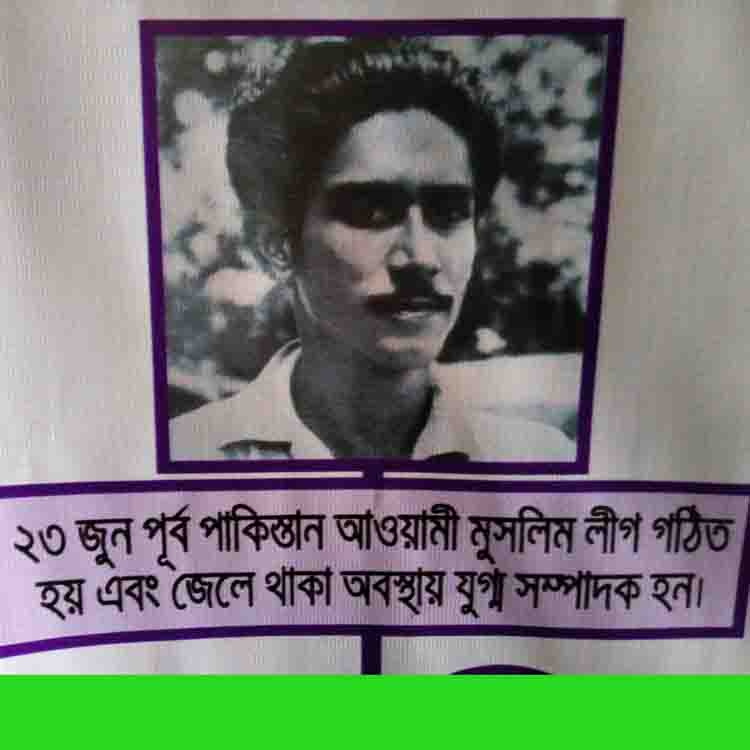 ২৩ জুন পূর্ব পাকিস্তান আওয়ামী মুসলিম লীগ গঠিত
হয় এবং জেলে থাকা অবস্থায় যুগ্ম সম্পাদক হন।